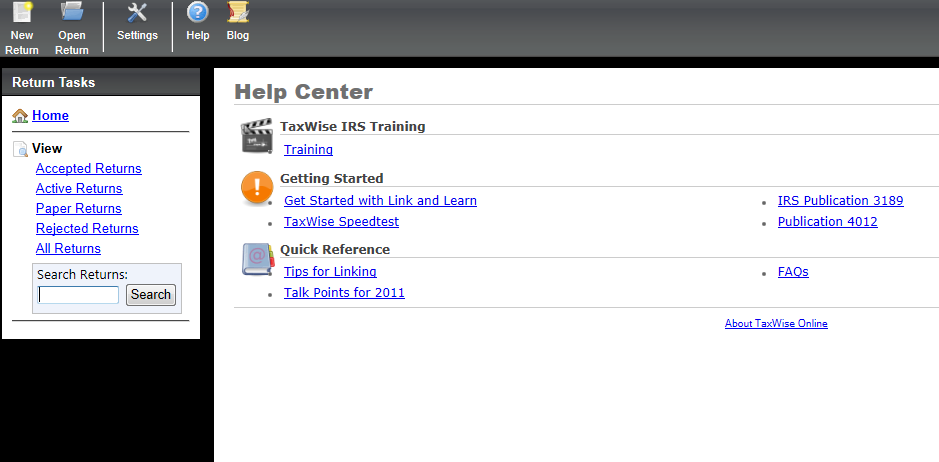 New Return
Open Return
Settings
Help
Blog
Return Tasks
Home
View
Accepted Returns
Active Returns
Paper Returns
Rejected Returns
All Returns
Search Returns:
Search
Help Center
TaxWise IRS Training
Training
Getting Started
Get Started with Link and Learn
IRS Publication 3189
TaxWise Speedtest
Publication 4012
Quick Reference
Tips for Linking
FAQs
Talk Points for 2011
About TaxWise Online